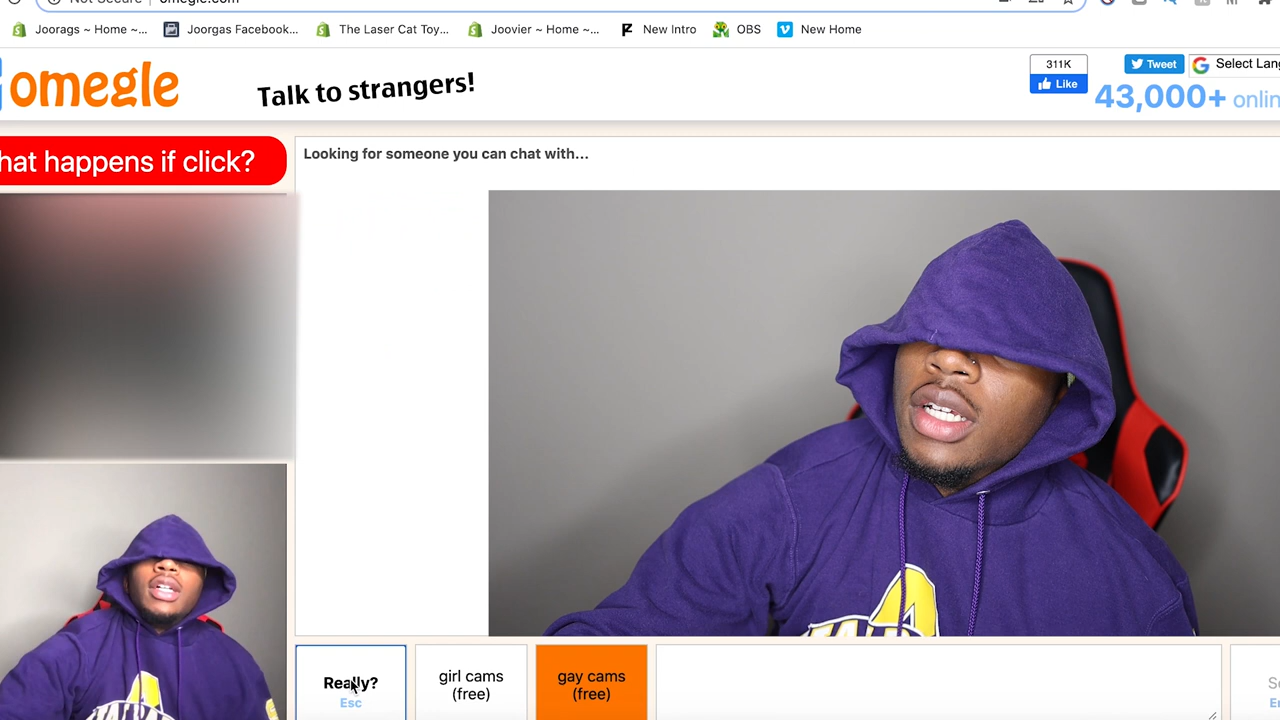 Not Secure omegle.com
Joorags ~ Home ~... Joorgas Facebook... The Laser Cat Toy... Joovier ~ Home ~... New Intro OBS New Home
omegle
Talk to strangers!
311K
Like
Tweet
Select Lang
43,000+ onlin
hat happens if click?
Looking for someone you can chat with...
Really?
Esc
girl cams
(free)
gay cams
(free)